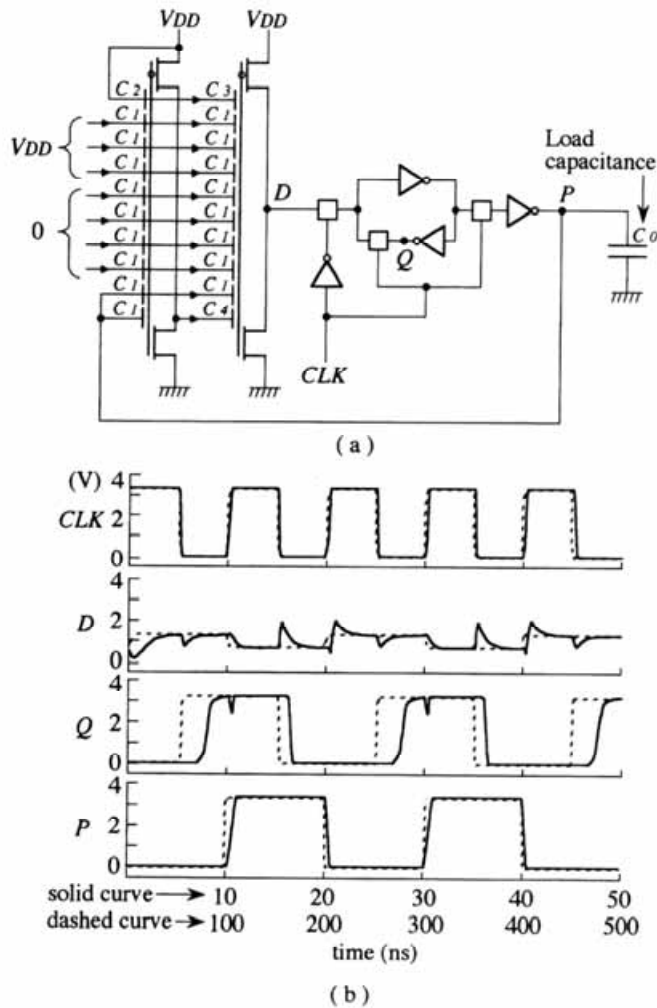 VDD VDD
C2 C3
C1 C1
C1 C1
VDD
C1 C1
C1 C1
0
C1 C1
C1 C1
C1 C1
C1 C1
C1 C4
D
Q
CLK
P
Load
capacitance
C0
( a )
(V) 4
CLK 2
0
4
D 2
0
4
Q 2
0
4
P 2
0
solid curve 10 20 30 40 50
dashed curve 100 200 300 400 500
time (ns)
( b )